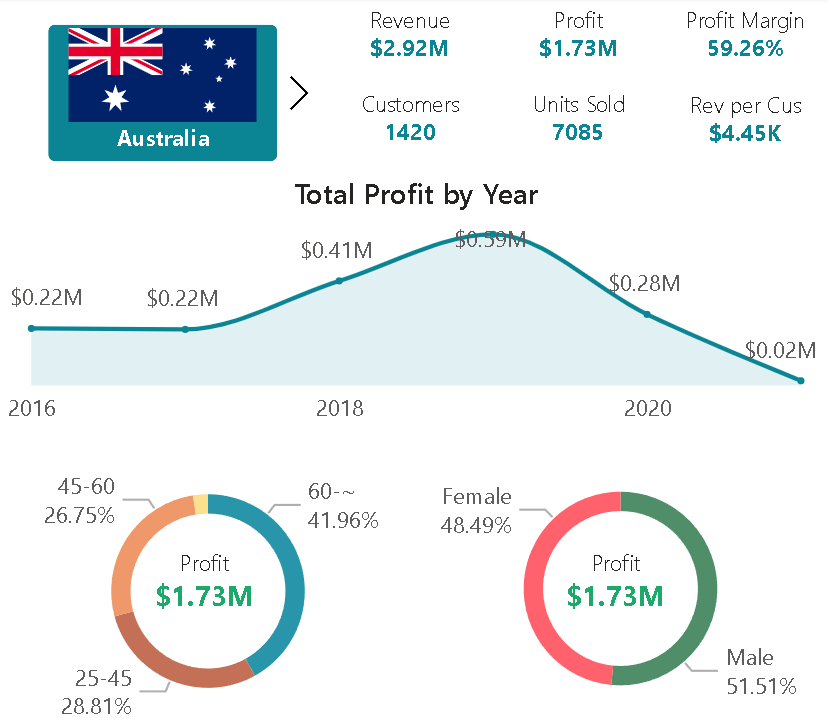 Revenue
$2.92M
Profit
$1.73M
Profit Margin
59.26%
Australia
Customers
1420
Units Sold
7085
Rev per Cus
$4.45K
Total Profit by Year
$0.22M
$0.22M
$0.41M
$0.59M
$0.28M
$0.02M
2016
2018
2020
45-60
26.75%
60-~
41.96%
Profit
$1.73M
25-45
28.81%
Female
48.49%
Profit
$1.73M
Male
51.51%